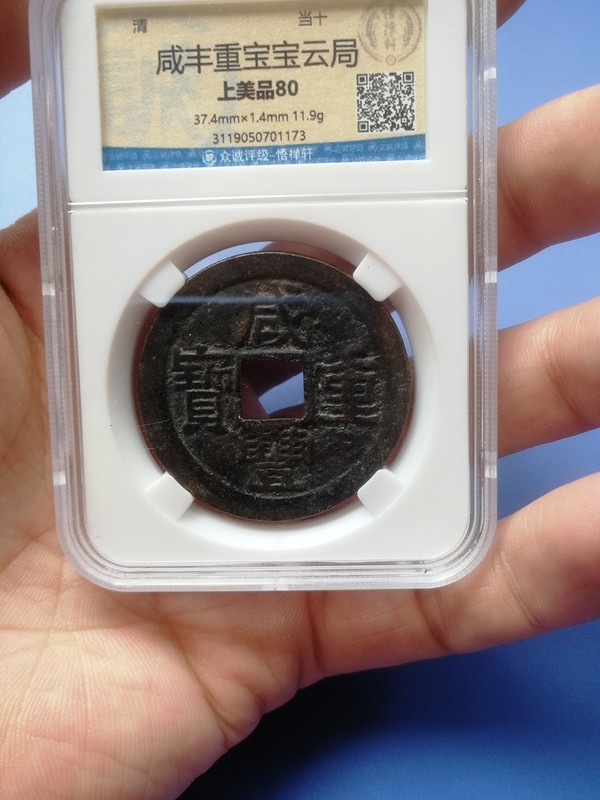 清 当十
咸丰重宝宝云局
上美品80
37.4mm×1.4mm 11.9g
3119050701173
众诚评级-悟禅轩
咸
寶 重
豐